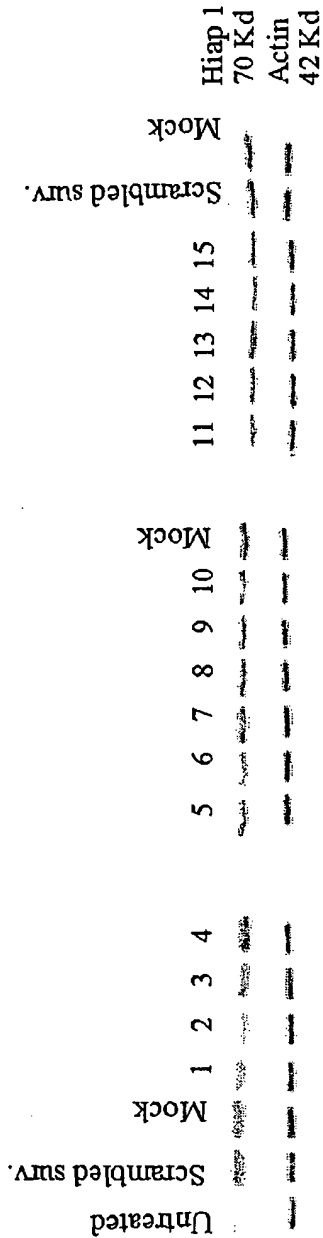 Untreated
Scrambled surv.
Mock
1 2 3 4
5 6 7 8 9 10
Mock
11 12 13 14 15
Scrambled surv.
Mock
Hiap 1
70 Kd
Actin
42 Kd